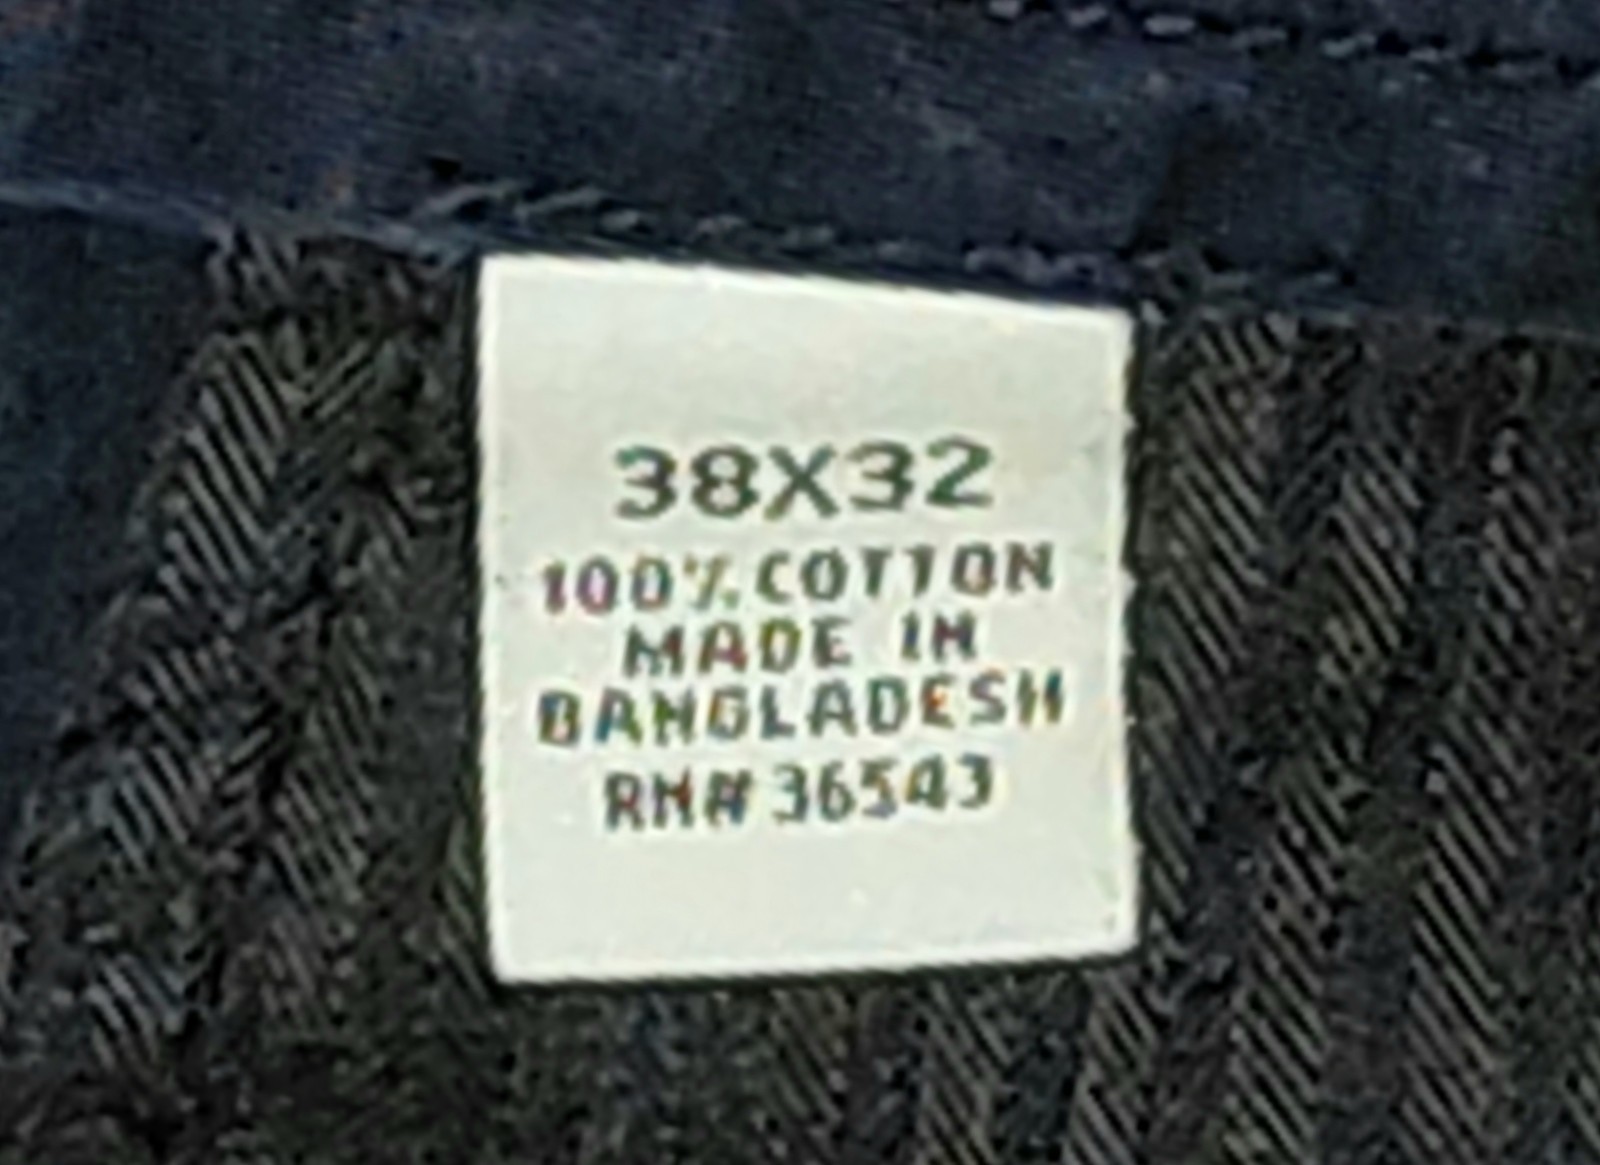 38X32
100% COTTON
MADE IN
BANGLADESH
RN# 36543